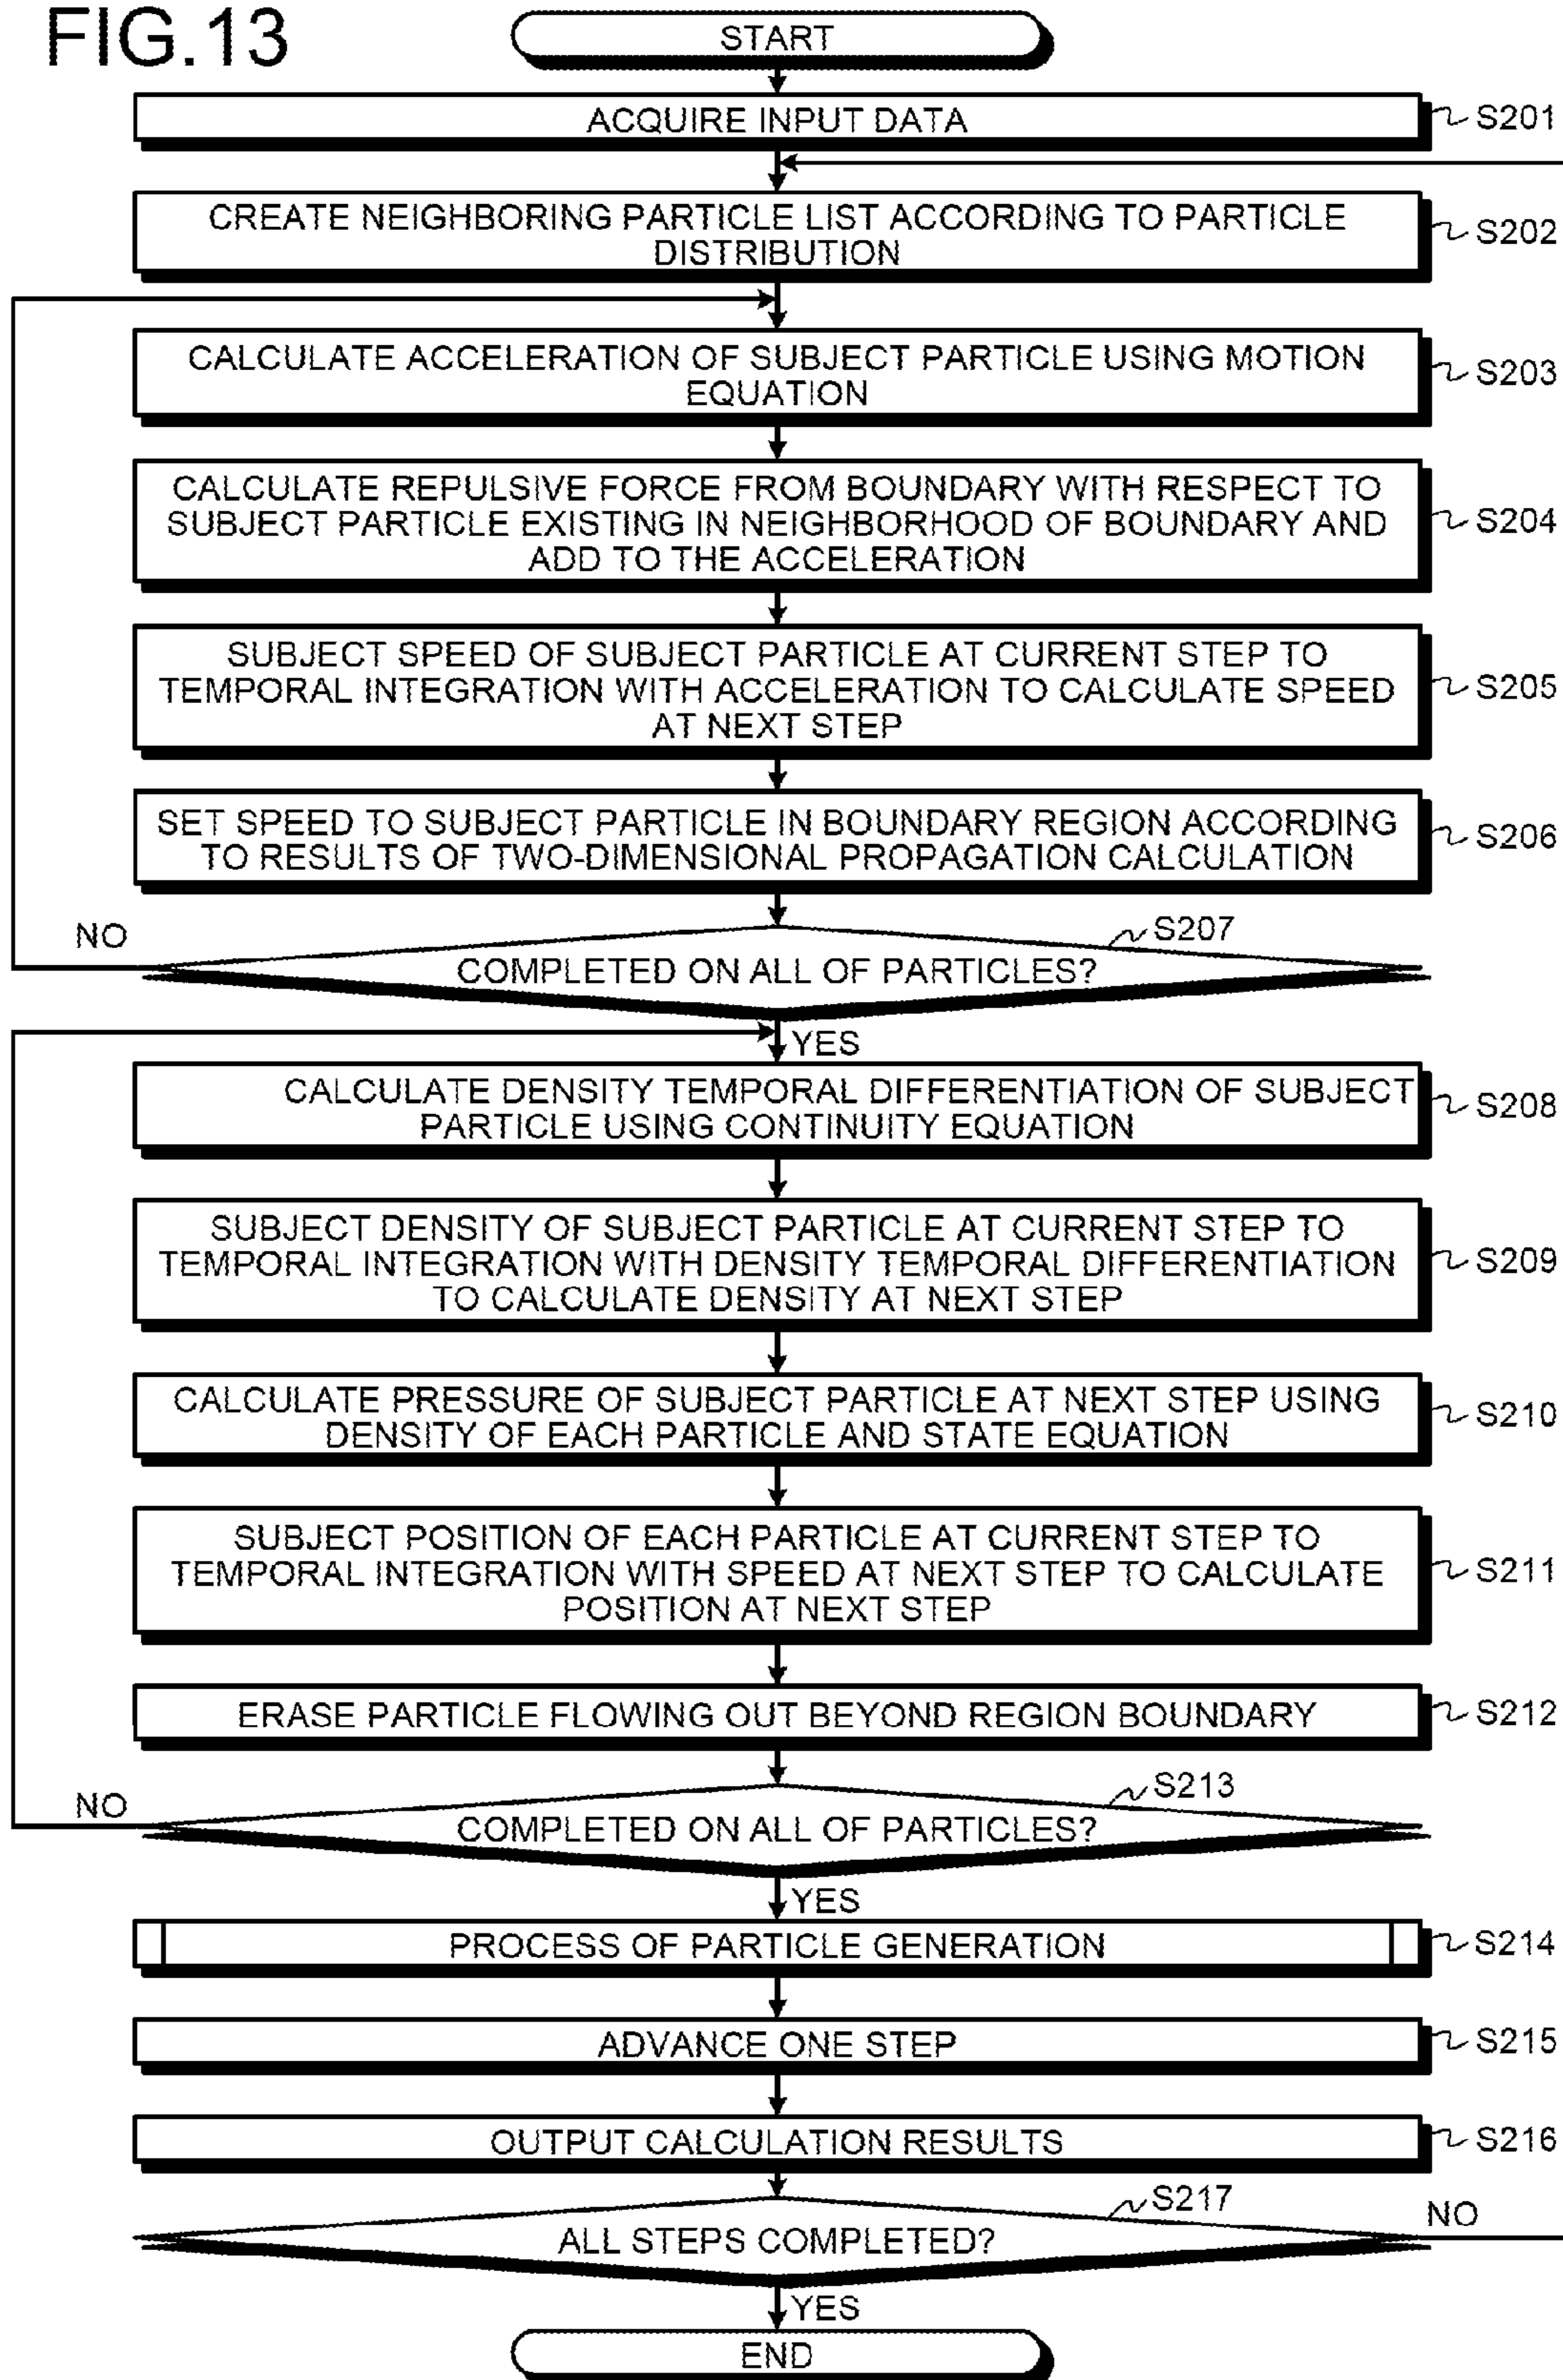 FIG.13
START
ACQUIRE INPUT DATA
S201
CREATE NEIGHBORING PARTICLE LIST ACCORDING TO PARTICLE
DISTRIBUTION
S202
CALCULATE ACCELERATION OF SUBJECT PARTICLE USING MOTION
EQUATION
S203
CALCULATE REPULSIVE FORCE FROM BOUNDARY WITH RESPECT TO
SUBJECT PARTICLE EXISTING IN NEIGHBORHOOD OF BOUNDARY AND
ADD TO THE ACCELERATION
S204
SUBJECT SPEED OF SUBJECT PARTICLE AT CURRENT STEP TO
TEMPORAL INTEGRATION WITH ACCELERATION TO CALCULATE SPEED
AT NEXT STEP
S205
SET SPEED TO SUBJECT PARTICLE IN BOUNDARY REGION ACCORDING
TO RESULTS OF TWO-DIMENSIONAL PROPAGATION CALCULATION
S206
NO
S207
COMPLETED ON ALL OF PARTICLES?
YES
CALCULATE DENSITY TEMPORAL DIFFERENTIATION OF SUBJECT
PARTICLE USING CONTINUITY EQUATION
S208
SUBJECT DENSITY OF SUBJECT PARTICLE AT CURRENT STEP TO
TEMPORAL INTEGRATION WITH DENSITY TEMPORAL DIFFERENTIATION
TO CALCULATE DENSITY AT NEXT STEP
S209
CALCULATE PRESSURE OF SUBJECT PARTICLE AT NEXT STEP USING
DENSITY OF EACH PARTICLE AND STATE EQUATION
S210
SUBJECT POSITION OF EACH PARTICLE AT CURRENT STEP TO
TEMPORAL INTEGRATION WITH SPEED AT NEXT STEP TO CALCULATE
POSITION AT NEXT STEP
S211
ERASE PARTICLE FLOWING OUT BEYOND REGION BOUNDARY
S212
NO
S213
COMPLETED ON ALL OF PARTICLES?
YES
PROCESS OF PARTICLE GENERATION
S214
ADVANCE ONE STEP
S215
OUTPUT CALCULATION RESULTS
S216
S217
NO
ALL STEPS COMPLETED?
YES
END